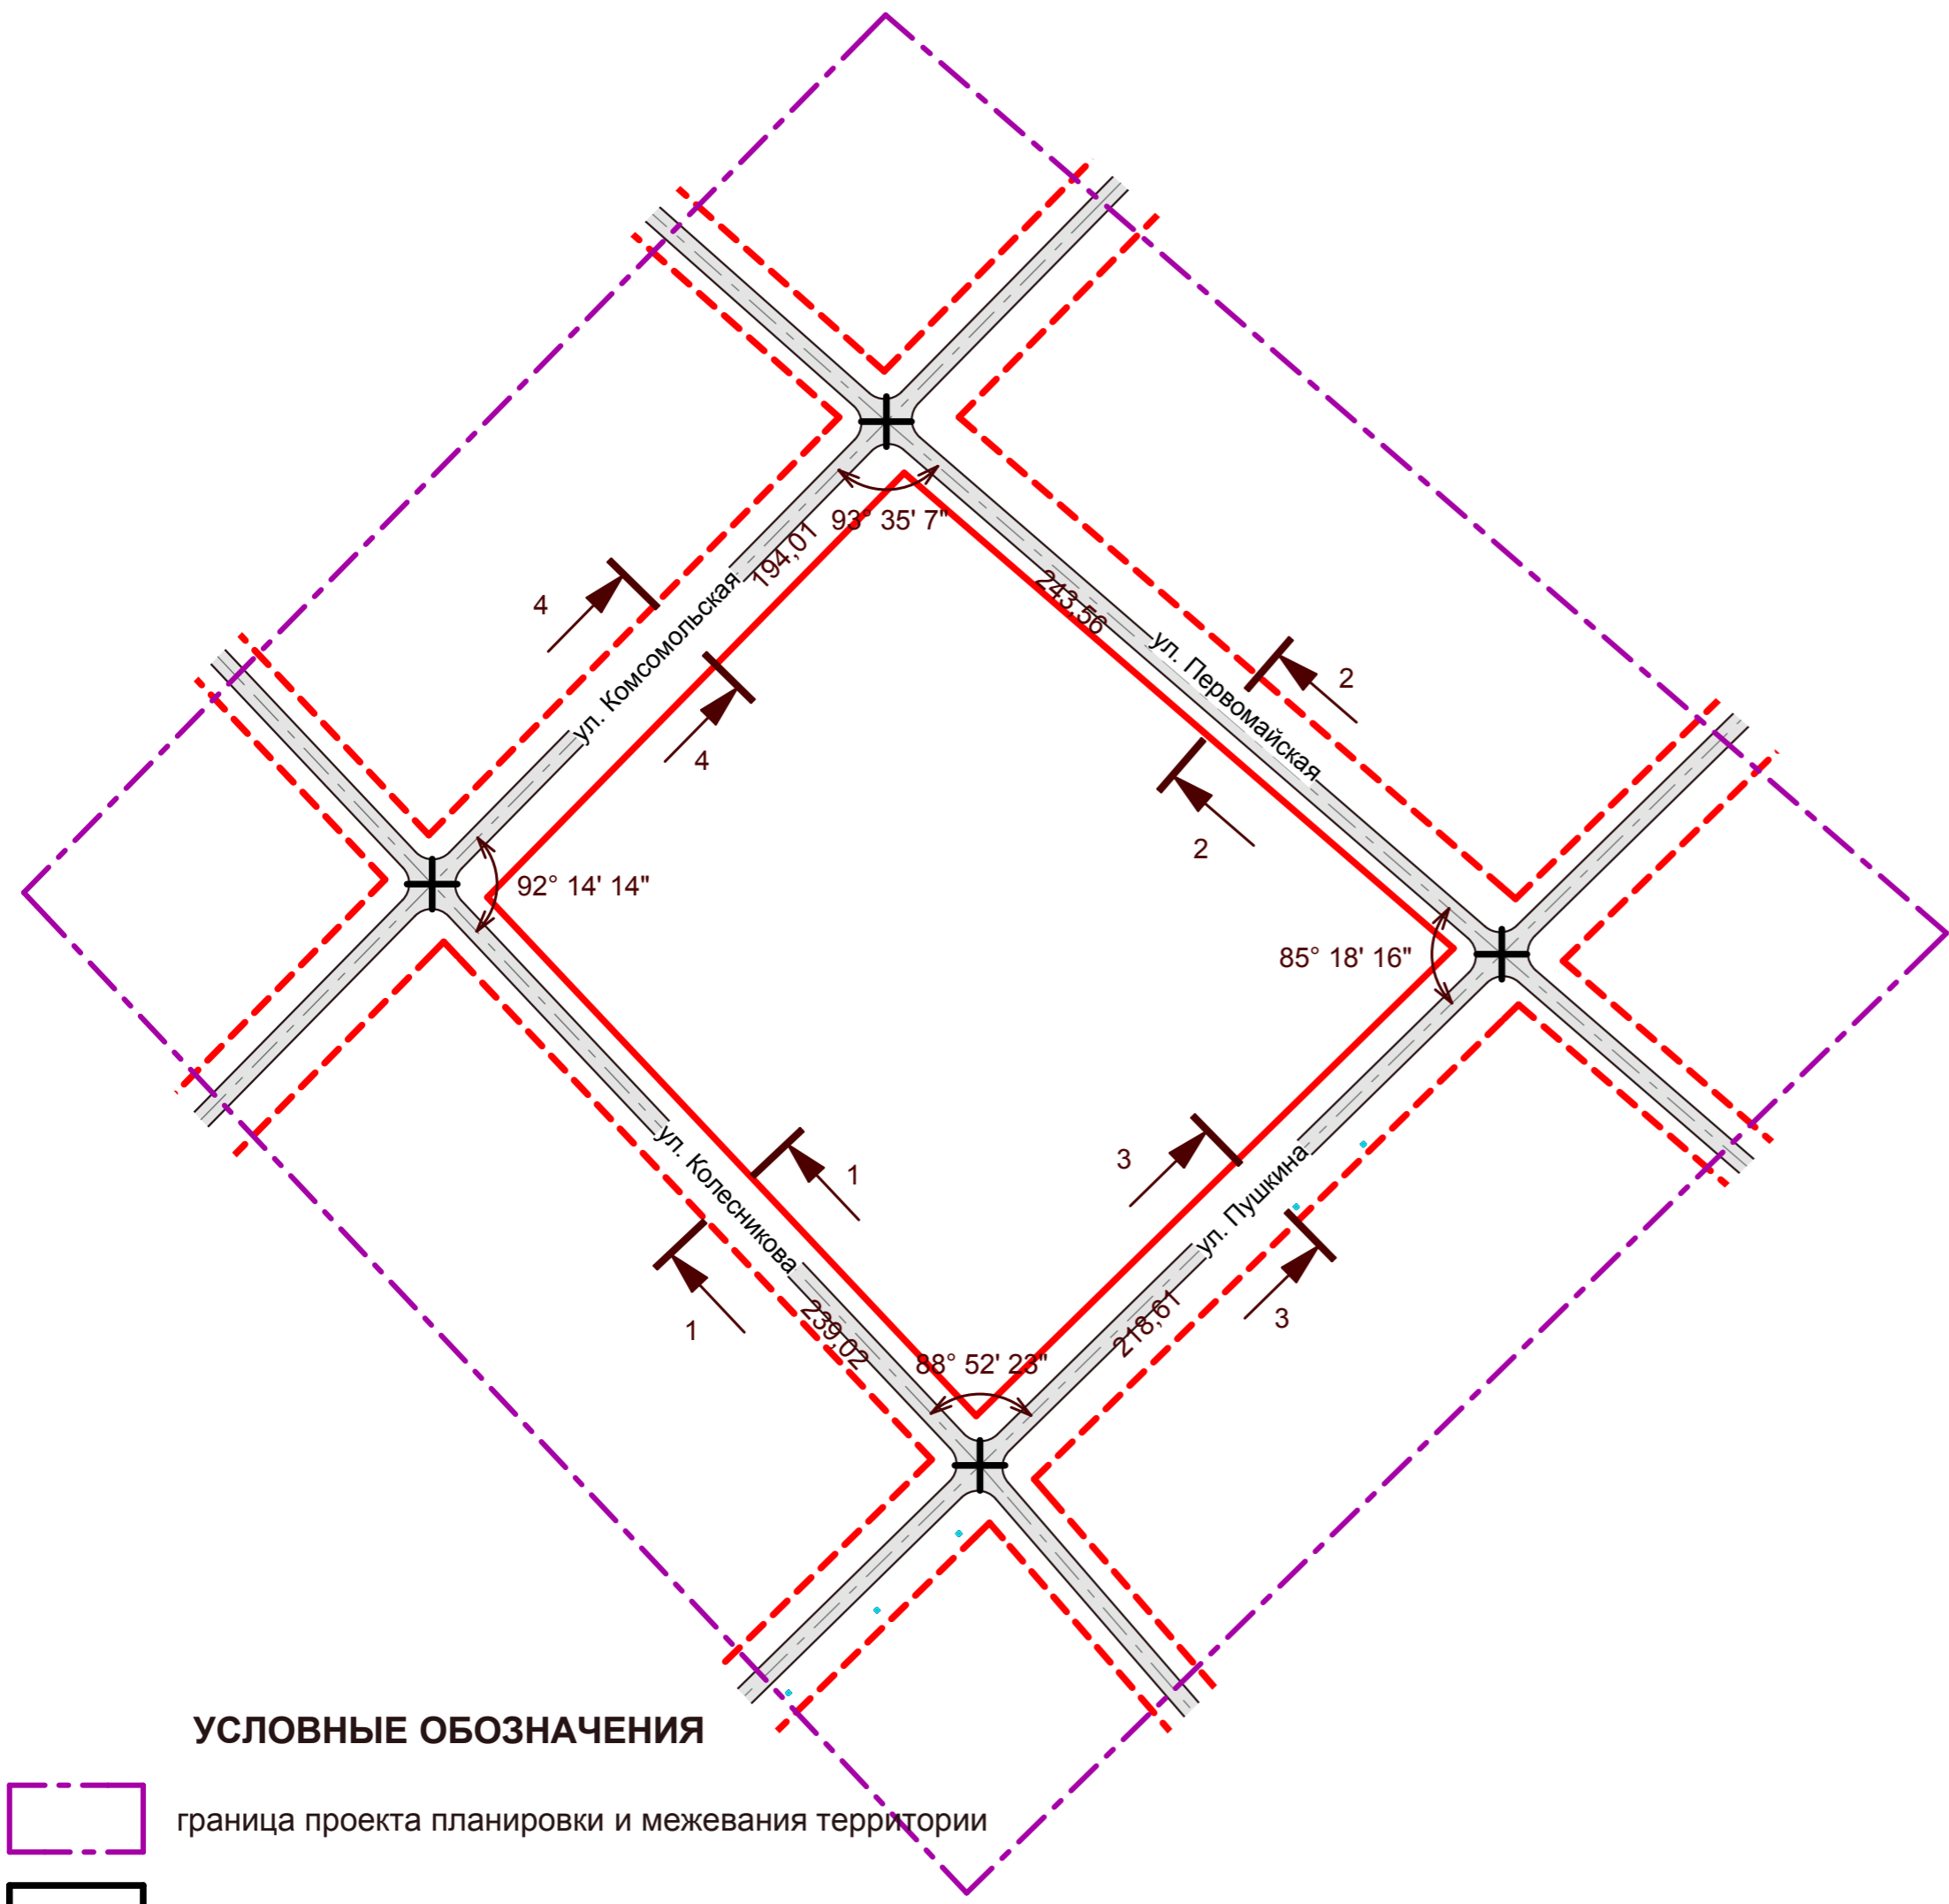 93° 35' 7"
194,01
243,56
4
ул. Комсомольская
ул. Первомайская
2
4
2
92° 14' 14"
85° 18' 16"
ул. Колесникова
1
3
ул. Пушкина
1
3
239,02
218,61
88° 52' 23"
УСЛОВНЫЕ ОБОЗНАЧЕНИЯ
граница проекта планировки и межевания территории